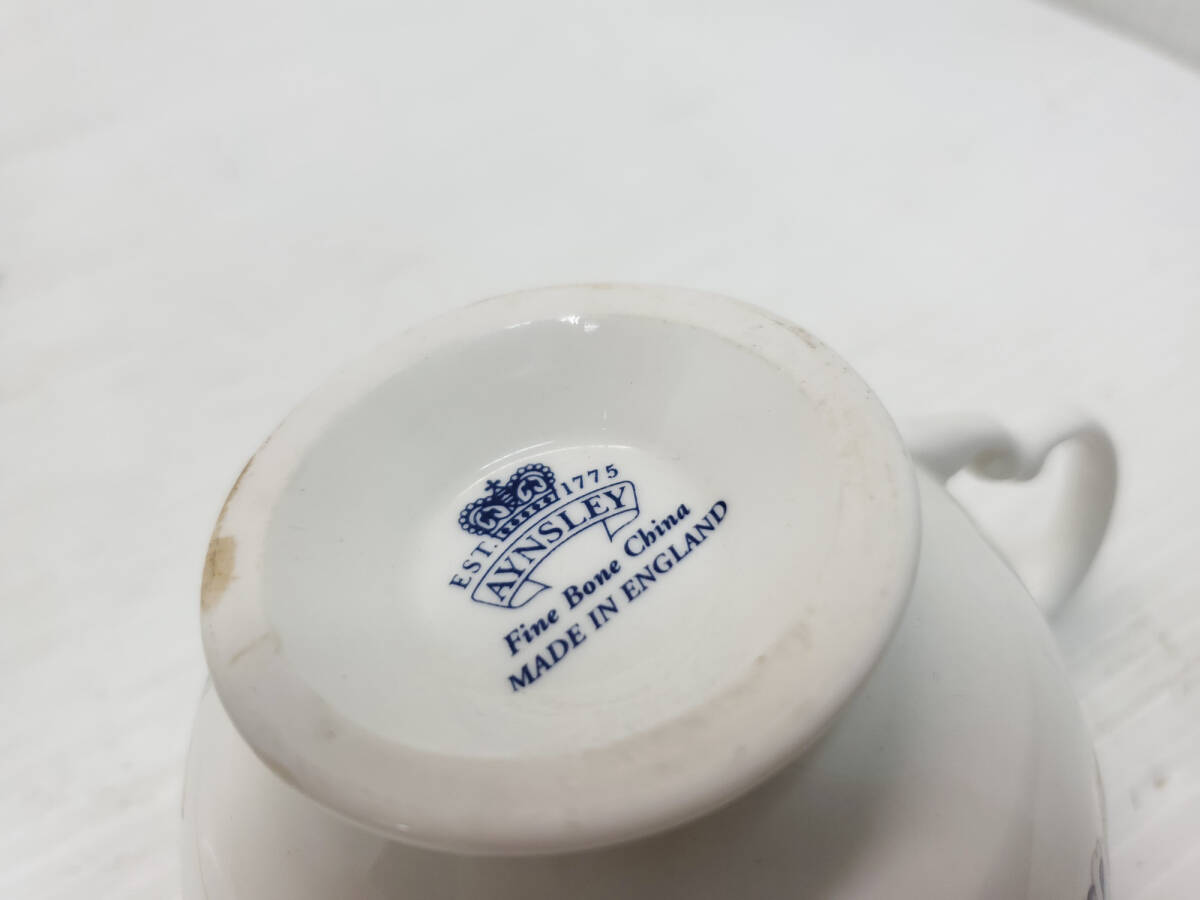 EST. 1775
AYNSLEY
Fine Bone China
MADE IN ENGLAND